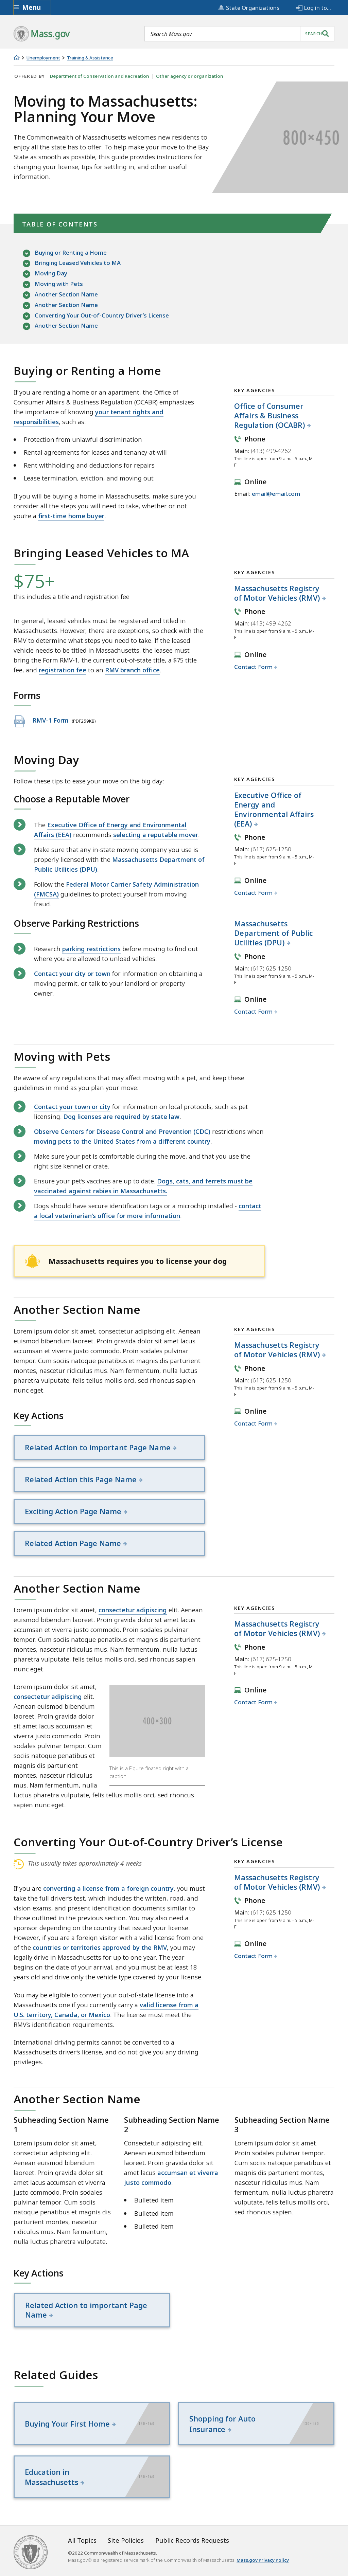 Menu
State Organizations
Log in to...
Mass.gov
Search Mass.gov
SEARCH
Unemployment
Training & Assistance
OFFERED BY Department of Conservation and Recreation Other agency or organization
Moving to Massachusetts:
Planning Your Move
The Commonwealth of Massachusetts welcomes new residents to
enjoy all the state has to offer. To help make your move to the Bay
State as smooth as possible, this guide provides instructions for
changing your license, tips for settling in, and other useful
information.
800×450
TABLE OF CONTENTS
Buying or Renting a Home
Bringing Leased Vehicles to MA
Moving Day
Moving with Pets
Another Section Name
Another Section Name
Converting Your Out-of-Country Driver's License
Another Section Name
Buying or Renting a Home
If you are renting a home or an apartment, the Office of
Consumer Affairs & Business Regulation (OCABR) emphasizes
the importance of knowing your tenant rights and
responsibilities, such as:
Protection from unlawful discrimination
Rental agreements for leases and tenancy-at-will
Rent withholding and deductions for repairs
Lease termination, eviction, and moving out
If you will be buying a home in Massachusetts, make sure you
consider all the steps you will need to take, whether or not
you're a first-time home buyer.
KEY AGENCIES
Office of Consumer
Affairs & Business
Regulation (OCABR)
Phone
Main: (413) 499-4262
This line is open from 9 a.m. - 5 p.m., M-
F
Online
Email: email@email.com
Bringing Leased Vehicles to MA
$75+
this includes a title and registration fee
In general, leased vehicles must be registered and titled in
Massachusetts. However, there are exceptions, so check with the
RMV to determine what steps you need to take. If the leased
vehicle needs to be titled in Massachusetts, the lessee must
bring the Form RMV-1, the current out-of-state title, a $75 title
fee, and registration fee to an RMV branch office.
Forms
RMV-1 Form (PDF259KB)
KEY AGENCIES
Massachusetts Registry
of Motor Vehicles (RMV)
Phone
Main: (413) 499-4262
This line is open from 9 a.m. - 5 p.m., M-
F
Online
Contact Form
Moving Day
Follow these tips to ease your move on the big day:
Choose a Reputable Mover
The Executive Office of Energy and Environmental
Affairs (EEA) recommends selecting a reputable mover.
Make sure that any in-state moving company you use is
properly licensed with the Massachusetts Department of
Public Utilities (DPU).
Follow the Federal Motor Carrier Safety Administration
(FMCSA) guidelines to protect yourself from moving
fraud.
Observe Parking Restrictions
Research parking restrictions before moving to find out
where you are allowed to unload vehicles.
Contact your city or town for information on obtaining a
moving permit, or talk to your landlord or property
owner.
KEY AGENCIES
Executive Office of
Energy and
Environmental Affairs
(EEA)
Phone
Main: (617) 625-1250
This line is open from 9 a.m. - 5 p.m., M-
F
Online
Contact Form
Massachusetts
Department of Public
Utilities (DPU)
Phone
Main: (617) 625-1250
This line is open from 9 a.m. - 5 p.m., M-
F
Online
Contact Form
Moving with Pets
Be aware of any regulations that may affect moving with a pet, and keep these
guidelines in mind as you plan your move:
Contact your town or city for information on local protocols, such as pet
licensing. Dog licenses are required by state law.
Observe Centers for Disease Control and Prevention (CDC) restrictions when
moving pets to the United States from a different country.
Make sure your pet is comfortable during the move, and that you use the
right size kennel or crate.
Ensure your pet's vaccines are up to date. Dogs, cats, and ferrets must be
vaccinated against rabies in Massachusetts.
Dogs should have secure identification tags or a microchip installed - contact
a local veterinarian's office for more information.
Massachusetts requires you to license your dog
Another Section Name
Lorem ipsum dolor sit amet, consectetur adipiscing elit. Aenean
euismod bibendum laoreet. Proin gravida dolor sit amet lacus
accumsan et viverra justo commodo. Proin sodales pulvinar
tempor. Cum sociis natoque penatibus et magnis dis parturient
montes, nascetur ridiculus mus. Nam fermentum, nulla luctus
pharetra vulputate, felis tellus mollis orci, sed rhoncus sapien
nunc eget.
Key Actions
Related Action to important Page Name
Related Action this Page Name
Exciting Action Page Name
Related Action Page Name
KEY AGENCIES
Massachusetts Registry
of Motor Vehicles (RMV)
Phone
Main: (617) 625-1250
This line is open from 9 a.m. - 5 p.m., M-
F
Online
Contact Form
Another Section Name
Lorem ipsum dolor sit amet, consectetur adipiscing elit. Aenean
euismod bibendum laoreet. Proin gravida dolor sit amet lacus
accumsan et viverra justo commodo. Proin sodales pulvinar
tempor. Cum sociis natoque penatibus et magnis dis parturient
montes, nascetur ridiculus mus. Nam fermentum, nulla luctus
pharetra vulputate, felis tellus mollis orci, sed rhoncus sapien
nunc eget.
Lorem ipsum dolor sit amet,
consectetur adipiscing elit.
Aenean euismod bibendum
laoreet. Proin gravida dolor
sit amet lacus accumsan et
viverra justo commodo. Proin
sodales pulvinar tempor. Cum
sociis natoque penatibus et
magnis dis parturient
montes, nascetur ridiculus
mus. Nam fermentum, nulla
luctus pharetra vulputate, felis tellus mollis orci, sed rhoncus
sapien nunc eget.
400×300
This is a Figure floated right with a
caption
KEY AGENCIES
Massachusetts Registry
of Motor Vehicles (RMV)
Phone
Main: (617) 625-1250
This line is open from 9 a.m. - 5 p.m., M-
F
Online
Contact Form
Converting Your Out-of-Country Driver's License
This usually takes approximately 4 weeks
If you are converting a license from a foreign country, you must
take the full driver's test, which includes the written, road, and
vision exams, and present identification documents similar to
those outlined in the previous section. You may also need a
sponsor depending on the country that issued the license.
However, if you are a foreign visitor with a valid license from one
of the countries or territories approved by the RMV, you may
legally drive in Massachusetts for up to one year. The year
begins on the date of your arrival, and you must be at least 18
years old and drive only the vehicle type covered by your license.
You may be eligible to convert your out-of-state license into a
Massachusetts one if you currently carry a valid license from a
U.S. territory, Canada, or Mexico. The license must meet the
RMV's identification requirements.
International driving permits cannot be converted to a
Massachusetts driver's license, and do not give you any driving
privileges.
KEY AGENCIES
Massachusetts Registry
of Motor Vehicles (RMV)
Phone
Main: (617) 625-1250
This line is open from 9 a.m. - 5 p.m., M-
F
Online
Contact Form
Another Section Name
Subheading Section Name
1
Lorem ipsum dolor sit amet,
consectetur adipiscing elit.
Aenean euismod bibendum
laoreet. Proin gravida dolor sit
amet lacus accumsan et viverra
justo commodo. Proin sodales
pulvinar tempor. Cum sociis
natoque penatibus et magnis dis
parturient montes, nascetur
ridiculus mus. Nam fermentum,
nulla luctus pharetra vulputate.
Subheading Section Name
2
Consectetur adipiscing elit.
Aenean euismod bibendum
laoreet. Proin gravida dolor sit
amet lacus accumsan et viverra
justo commodo.
Bulleted item
Bulleted item
Bulleted item
Subheading Section Name
3
Lorem ipsum dolor sit amet.
Proin sodales pulvinar tempor.
Cum sociis natoque penatibus et
magnis dis parturient montes,
nascetur ridiculus mus. Nam
fermentum, nulla luctus pharetra
vulputate, felis tellus mollis orci,
sed rhoncus sapien.
Key Actions
Related Action to important Page
Name
Related Guides
Buying Your First Home
Shopping for Auto
Insurance
Education in
Massachusetts
All Topics Site Policies Public Records Requests
©2022 Commonwealth of Massachusetts.
Mass.gov® is a registered service mark of the Commonwealth of Massachusetts. Mass.gov Privacy Policy